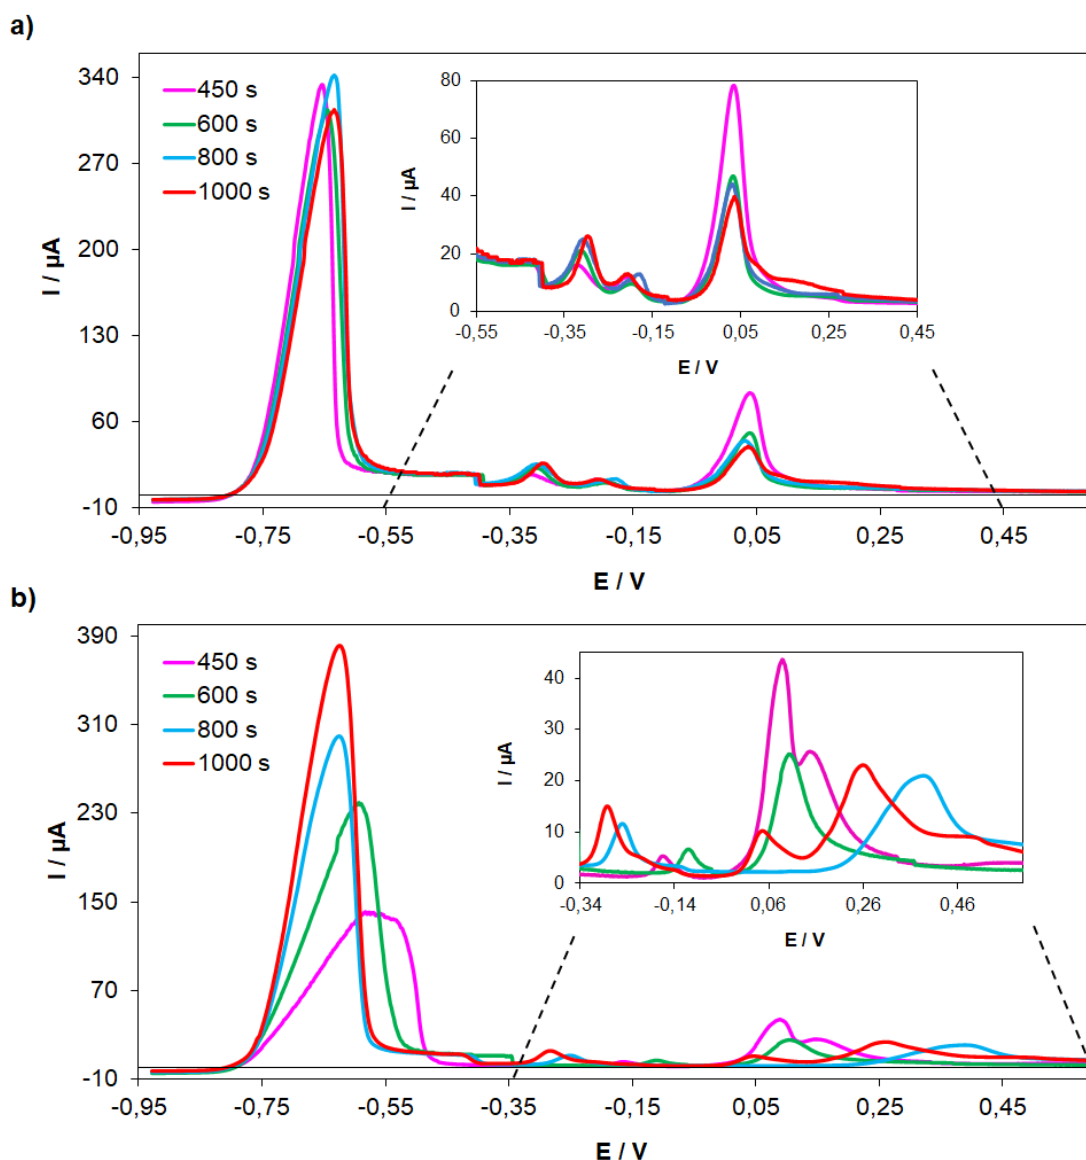 a)
340
270
200
130
60
-10
I / µA
450 s
600 s
800 s
1000 s
80
60
40
20
0
I / µA
-0,55
-0,35
-0,15
0,05
0,25
0,45
E / V
-0,95
-0,75
-0,55
-0,35
-0,15
0,05
0,25
0,45
E / V
b)
390
310
230
150
70
-10
I / µA
450 s
600 s
800 s
1000 s
40
30
20
10
0
I / µA
-0,34
-0,14
0,06
0,26
0,46
E / V
-0,95
-0,75
-0,55
-0,35
-0,15
0,05
0,25
0,45
E / V